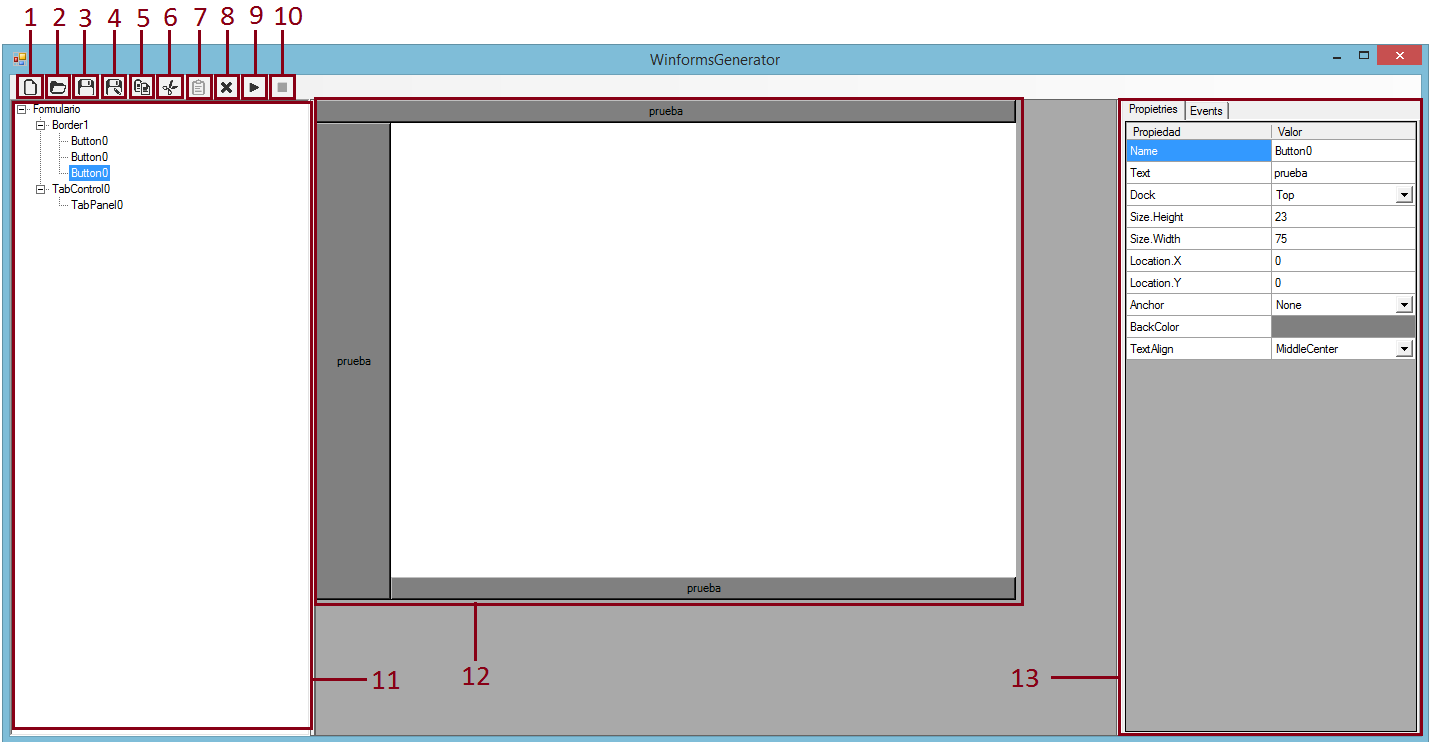 1 2 3 4 5 6 7 8 9 10
WinformsGenerator
Formulario
Border1
Button0
Button0
Button0
TabControl0
TabPanel0
prueba
prueba
prueba
Propietries Events
Propiedad Valor
Name Button0
Text prueba
Dock Top
Size.Height 23
Size.Width 75
Location.X 0
Location.Y 0
Anchor None
BackColor
TextAlign MiddleCenter
11
12
13